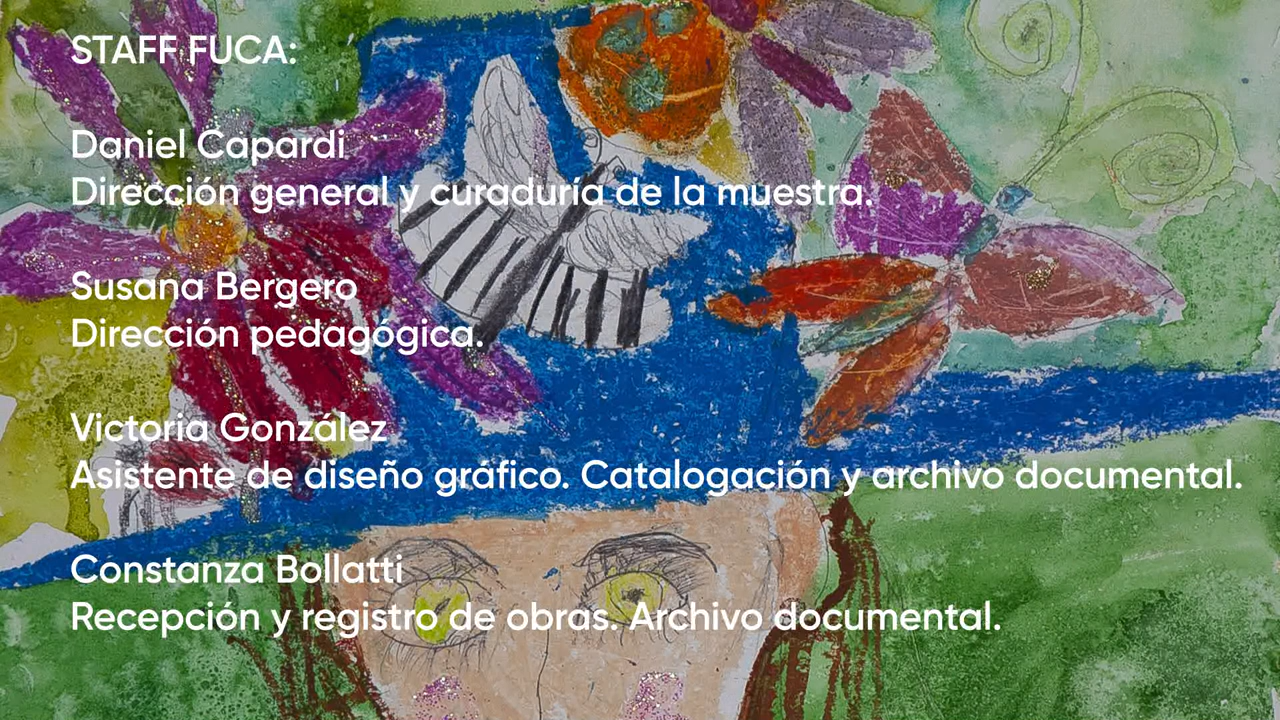 STAFF FUCA:
Daniel Capardi
Dirección general y curaduría de la muestra.
Susana Bergero
Dirección pedagógica.
Victoria González
Asistente de diseño gráfico. Catalogación y archivo documental.
Constanza Bollatti
Recepción y registro de obras. Archivo documental.